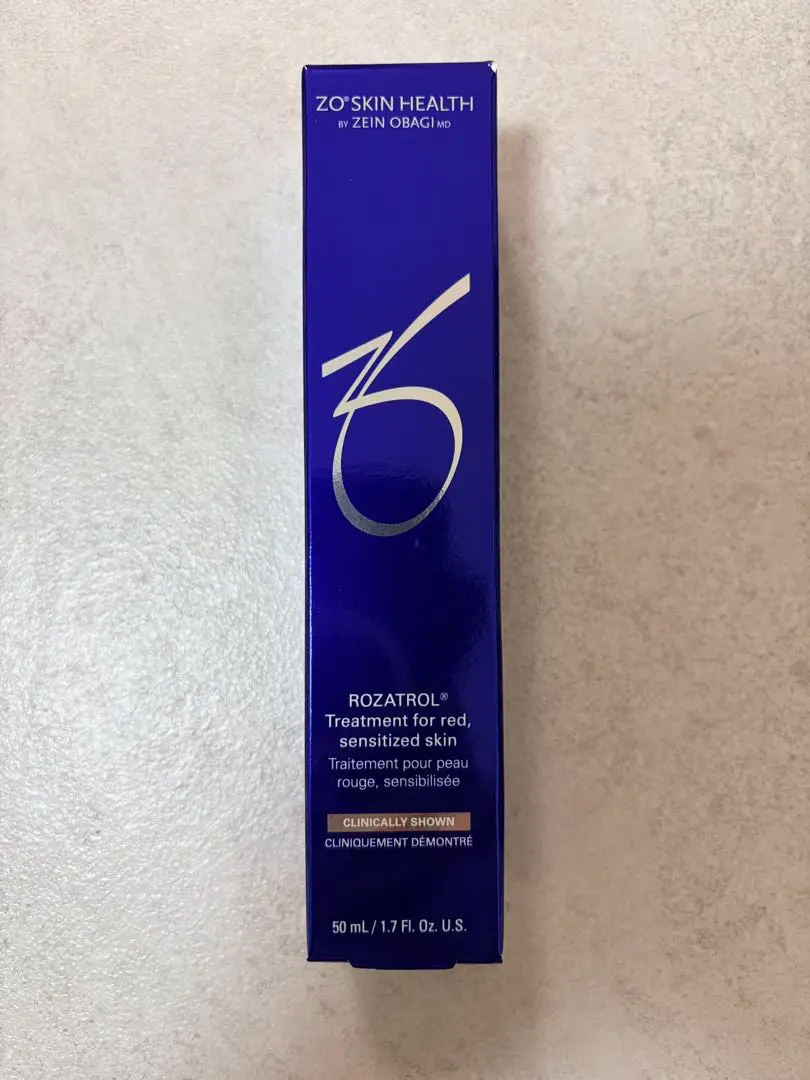 ZO® SKIN HEALTH
BY ZEIN OBAGI MD
ZO
ROZATROL®
Treatment for red,
sensitized skin
Traitement pour peau
rouge, sensibilisée
CLINICALLY SHOWN
CLINIQUEMENT DÉMONTRÉ
50 mL / 1.7 Fl. Oz. U.S.